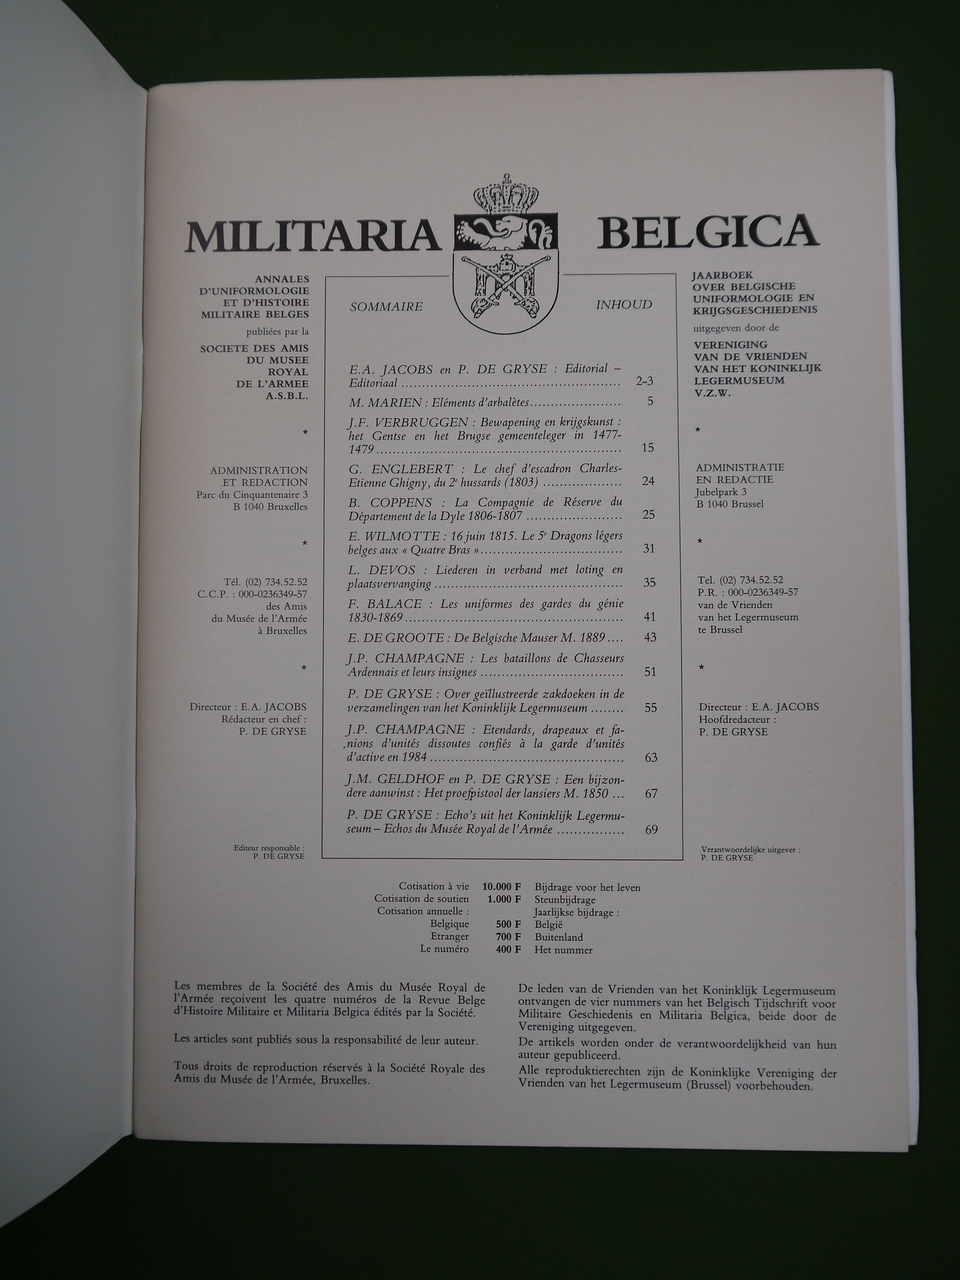 MILITARIA BELGICA
ANNALES
D'UNIFORMOLOGIE
ET D'HISTOIRE
MILITAIRE BELGES
publiées par la
SOCIETE DES AMIS
DU MUSEE
ROYAL
DE L'ARMEE
A.S.B.L.
*
ADMINISTRATION
ET REDACTION
Parc du Cinquantenaire 3
B 1040 Bruxelles
*
Tél. (02) 734.52.52
C.C.P. : 000-0236349-57
des Amis
du Musée de l'Armée
à Bruxelles
*
Directeur : E.A. JACOBS
Rédacteur en chef :
P. DE GRYSE
Editeur responsable :
P. DE GRYSE
SOMMAIRE INHOUD
E.A. JACOBS en P. DE GRYSE : Editorial –
Editoriaal ..................................................... 2-3
M. MARIEN : Eléments d'arbalètes...................... 5
J.F. VERBRUGGEN : Bewapening en krijgskunst :
het Gentse en het Brugse gemeenteleger in 1477-
1479........................................................... 15
G. ENGLEBERT : Le chef d'escadron Charles-
Etienne Ghigny, du 2e hussards (1803) ................... 24
B. COPPENS : La Compagnie de Réserve du
Département de la Dyle 1806-1807 ....................... 25
E. WILMOTTE : 16 juin 1815. Le 5e Dragons légers
belges aux « Quatre Bras ».................................. 31
L. DEVOS : Liederen in verband met loting en
plaatsvervanging ............................................. 35
F. BALACE : Les uniformes des gardes du génie
1830-1869..................................................... 41
E. DE GROOTE : De Belgische Mauser M. 1889.... 43
J.P. CHAMPAGNE : Les bataillons de Chasseurs
Ardennais et leurs insignes .................................. 51
P. DE GRYSE : Over geïllustreerde zakdoeken in de
verzamelingen van het Koninklijk Legermuseum ........ 55
J.P. CHAMPAGNE : Etendards, drapeaux et fa-
nions d'unités dissoutes confiés à la garde d'unités
d'active en 1984 ............................................... 63
J.M. GELDHOF en P. DE GRYSE : Een bijzon-
dere aanwinst : Het proefpistool der lansiers M. 1850 ... 67
P. DE GRYSE : Echo's uit het Koninklijk Legermu-
seum – Echos du Musée Royal de l'Armée ................ 69
JAARBOEK
OVER BELGISCHE
UNIFORMOLOGIE EN
KRIJGSGESCHIEDENIS
uitgegeven door de
VERENIGING
VAN DE VRIENDEN
VAN HET KONINKLIJK
LEGERMUSEUM
V.Z.W.
*
ADMINISTRATIE
EN REDACTIE
Jubelpark 3
B 1040 Brussel
*
Tel. (02) 734.52.52
P.R. : 000-0236349-57
van de Vrienden
van het Legermuseum
te Brussel
*
Directeur : E.A. JACOBS
Hoofdredacteur :
P. DE GRYSE
Verantwoordelijke uitgever :
P. DE GRYSE
Cotisation à vie 10.000 F Bijdrage voor het leven
Cotisation de soutien 1.000 F Steunbijdrage
Cotisation annuelle : Jaarlijkse bijdrage :
Belgique 500 F België
Etranger 700 F Buitenland
Le numéro 400 F Het nummer
Les membres de la Société des Amis du Musée Royal de
l'Armée reçoivent les quatre numéros de la Revue Belge
d'Histoire Militaire et Militaria Belgica édités par la Société.
Les articles sont publiés sous la responsabilité de leur auteur.
Tous droits de reproduction réservés à la Société Royale des
Amis du Musée de l'Armée, Bruxelles.
De leden van de Vrienden van het Koninklijk Legermuseum
ontvangen de vier nummers van het Belgisch Tijdschrift voor
Militaire Geschiedenis en Militaria Belgica, beide door de
Vereniging uitgegeven.
De artikels worden onder de verantwoordelijkheid van hun
auteur gepubliceerd.
Alle reproduktierechten zijn de Koninklijke Vereniging der
Vrienden van het Legermuseum (Brussel) voorbehouden.